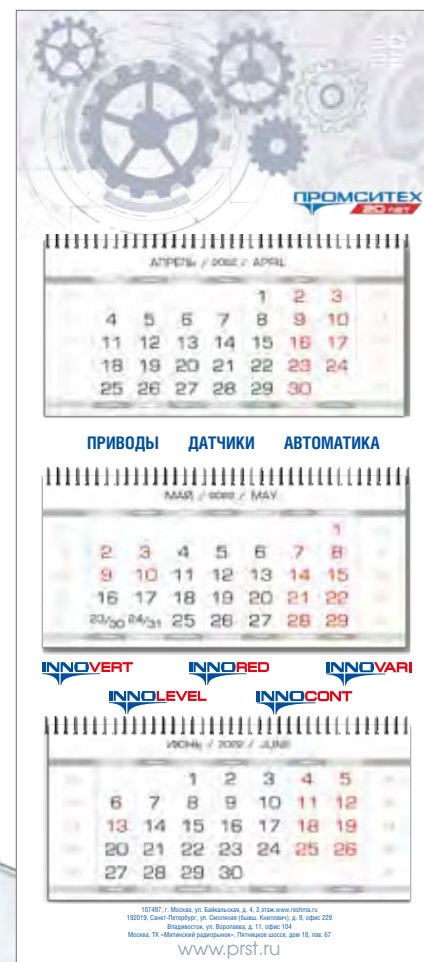 ПРОМСИТЕХ
20 лет
АПРЕЛЬ / 2022 / APRIL
1 2 3
4 5 6 7 8 9 10
11 12 13 14 15 16 17
18 19 20 21 22 23 24
25 26 27 28 29 30
ПРИВОДЫ ДАТЧИКИ АВТОМАТИКА
МАЙ / 2022 / MAY
1
2 3 4 5 6 7 8
9 10 11 12 13 14 15
16 17 18 19 20 21 22
23/30 24/31 25 26 27 28 29
INNOVERT INNORED INNOVARI
INNOLEVEL INNOCONT
ИЮНЬ / 2022 / JUNE
1 2 3 4 5
6 7 8 9 10 11 12
13 14 15 16 17 18 19
20 21 22 23 24 25 26
27 28 29 30
107497, г. Москва, ул. Байкальская, д. 4, 3 этаж www.reshma.ru
192019, Санкт-Петербург, ул. Смоляная (бывш. Книпович), д. 9, офис 229
Владивосток, ул. Воропаева, д. 11, офис 104
Москва, ТК «Митинский радиорынок», Пятницкое шоссе, дом 18, пав. 67
www.prst.ru